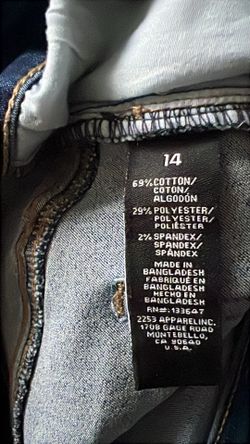 14
69% COTTON/
COTON/
ALGODÓN
29% POLYESTER/
POLYESTER/
POLIÉSTER
2% SPANDEX/
SPANDEX/
SPANDEX
MADE IN
BANGLADESH
FABRIQUÉ EN
BANGLADESH
HECHO EN
BANGLADESH
RN#: 133647
2253 APPAREL INC.
1708 GAGE ROAD
MONTEBELLO,
CA 90640
U.S.A.